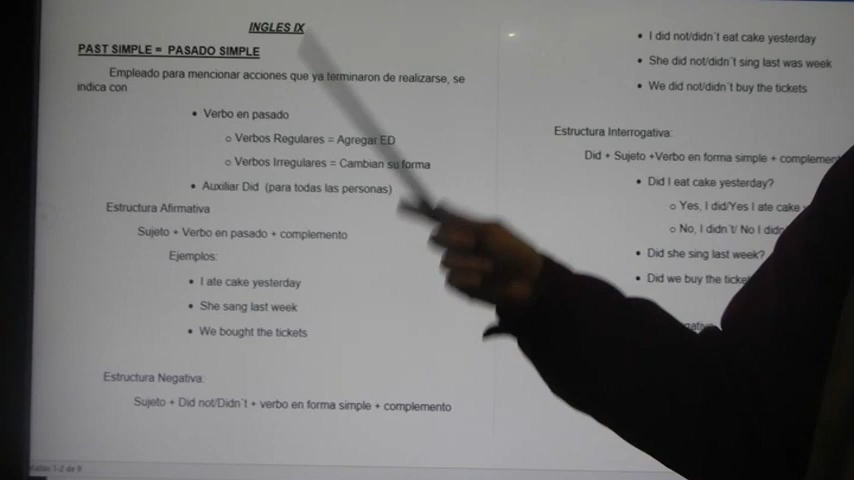 INGLES IX
PAST SIMPLE = PASADO SIMPLE
Empleado para mencionar acciones que ya terminaron de realizarse, se
indica con
• Verbo en pasado
o Verbos Regulares = Agregar ED
o Verbos Irregulares = Cambian su forma
• Auxiliar Did (para todas las personas)
Estructura Afirmativa
Sujeto + Verbo en pasado + complemento
Ejemplos:
• I ate cake yesterday
• She sang last week
• We bought the tickets
Estructura Negativa:
Sujeto + Did not/Didn´t + verbo en forma simple + complemento
• I did not/didn´t eat cake yesterday
• She did not/didn´t sing last was week
• We did not/didn´t buy the tickets
Estructura Interrogativa:
Did + Sujeto +Verbo en forma simple +
• Did I eat cake yesterday?
o Yes, I did/Yes I ate cake
o No, I didn´t/ No I
• Did she sing last week?
• Did we buy the
1-2 de 9